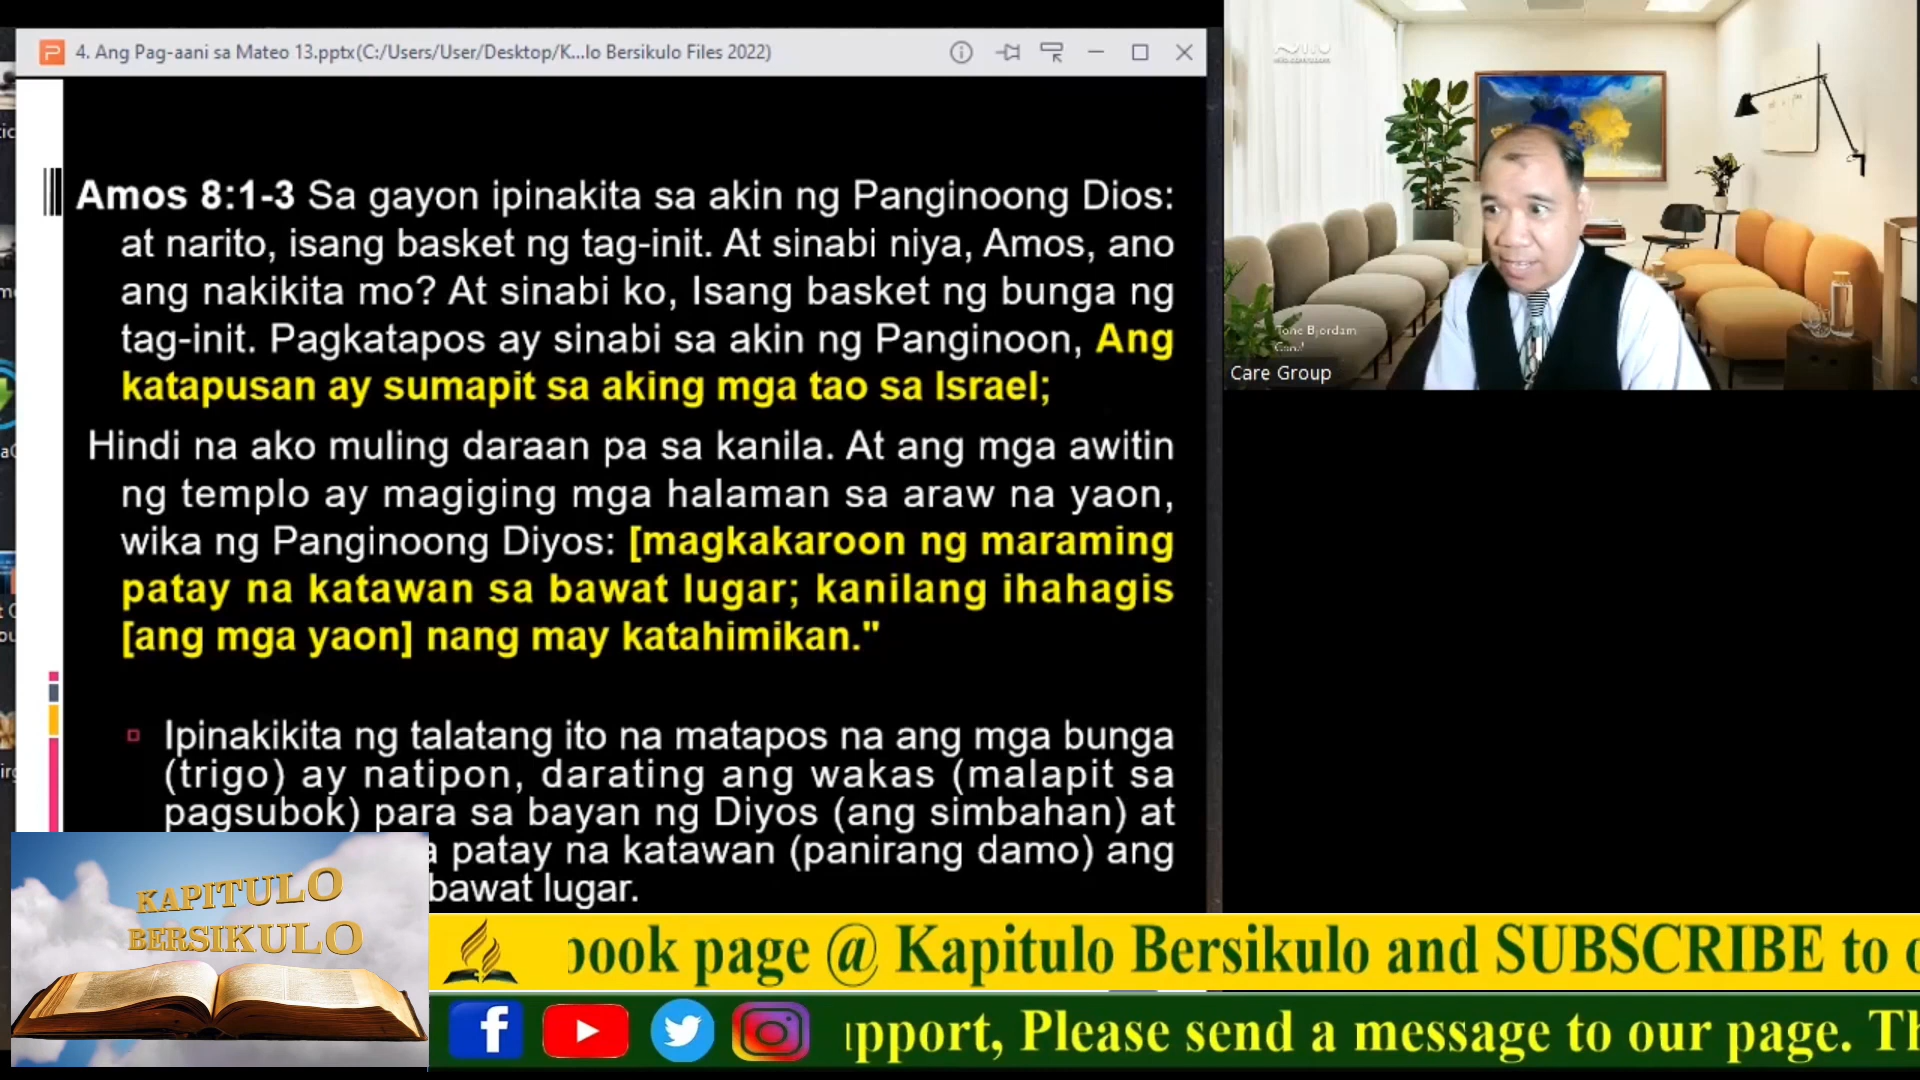 4. Ang Pag-aani sa Mateo 13.pptx(C:/Users/User/Desktop/K...lo Bersikulo Files 2022)
Amos 8:1-3 Sa gayon ipinakita sa akin ng Panginoong Dios:
at narito, isang basket ng tag-init. At sinabi niya, Amos, ano
ang nakikita mo? At sinabi ko, Isang basket ng bunga ng
tag-init. Pagkatapos ay sinabi sa akin ng Panginoon, Ang
katapusan ay sumapit sa aking mga tao sa Israel;
Hindi na ako muling daraan pa sa kanila. At ang mga awitin
ng templo ay magiging mga halaman sa araw na yaon,
wika ng Panginoong Diyos: [magkakaroon ng maraming
patay na katawan sa bawat lugar; kanilang ihahagis
[ang mga yaon] nang may katahimikan."
Ipinakikita ng talatang ito na matapos na ang mga bunga
(trigo) ay natipon, darating ang wakas (malapit sa
pagsubok) para sa bayan ng Diyos (ang simbahan) at
patay na katawan (panirang damo) ang
bawat lugar.
Tone Bjordam
Care Group
KAPITULO
BERSIKULO
page @ Kapitulo Bersikulo and SUBSCRIBE to
Please send a message to our page.